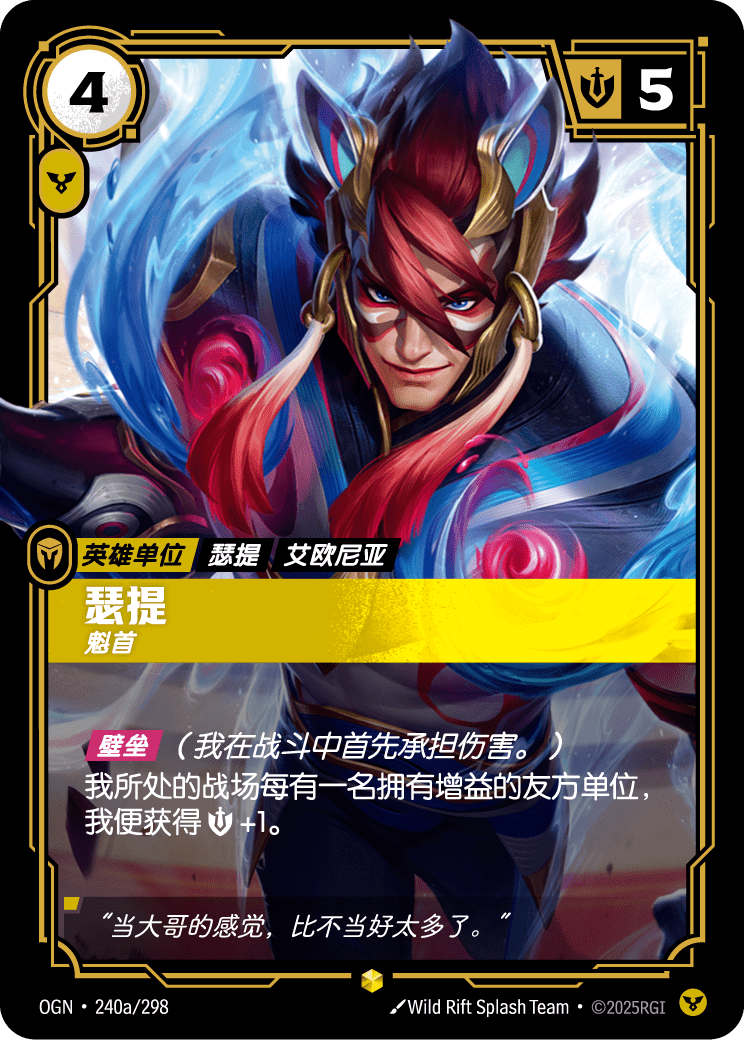 4
5
英雄单位 瑟提 艾欧尼亚
瑟提
魁首
壁垒 (我在战斗中首先承担伤害。)
我所处的战场每有一名拥有增益的友方单位,
我便获得 +1。
“当大哥的感觉，比不当好太多了。”
OGN • 240a/298
Wild Rift Splash Team • ©2025RGI